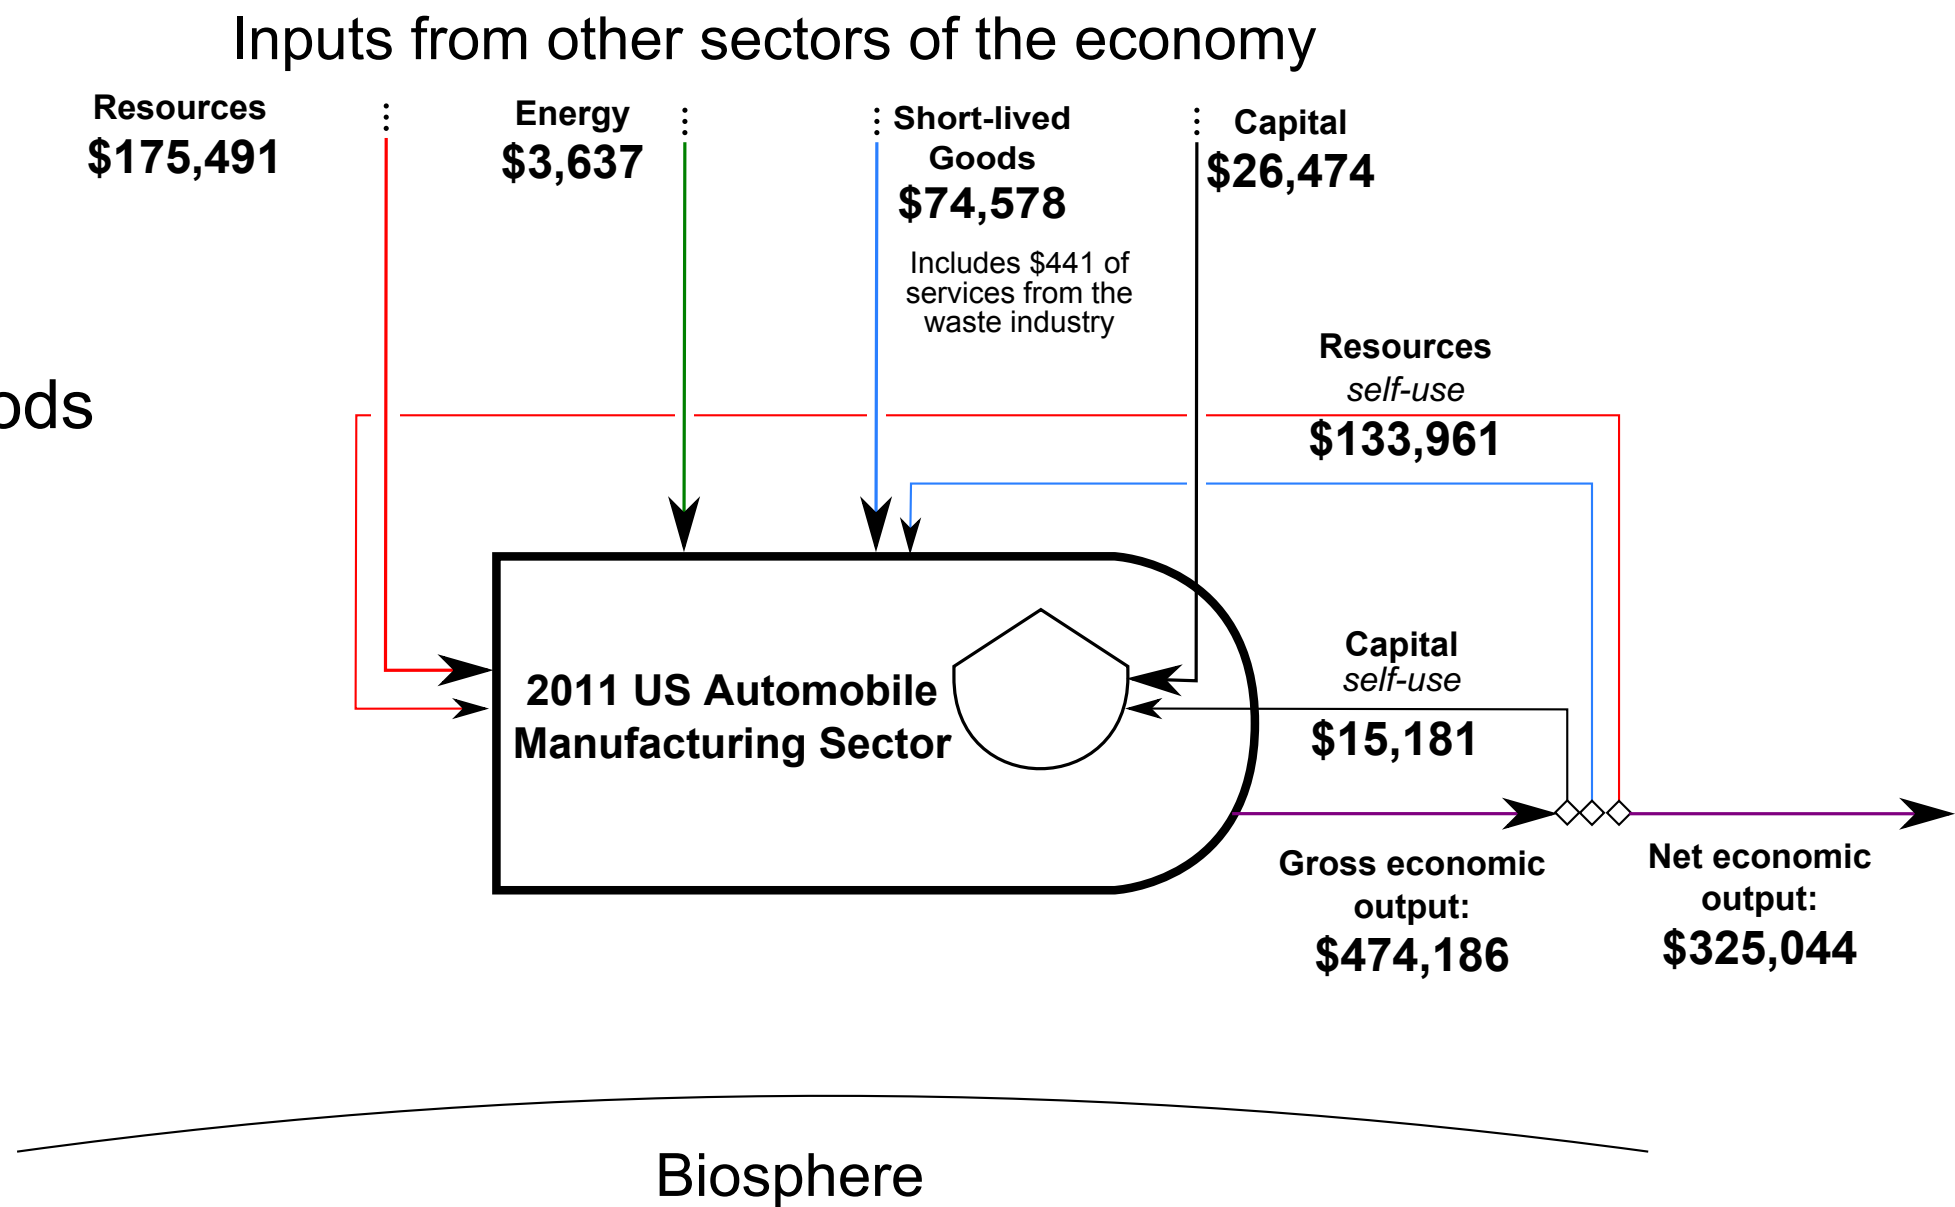 Inputs from other sectors of the economy
Resources
$175,491
Energy
$3,637
Short-lived
Goods
$74,578
Includes $441 of
services from the
waste industry
Capital
$26,474
ods
Resources
self-use
$133,961
2011 US Automobile
Manufacturing Sector
Capital
self-use
$15,181
Gross economic
output:
$474,186
Net economic
output:
$325,044
Biosphere